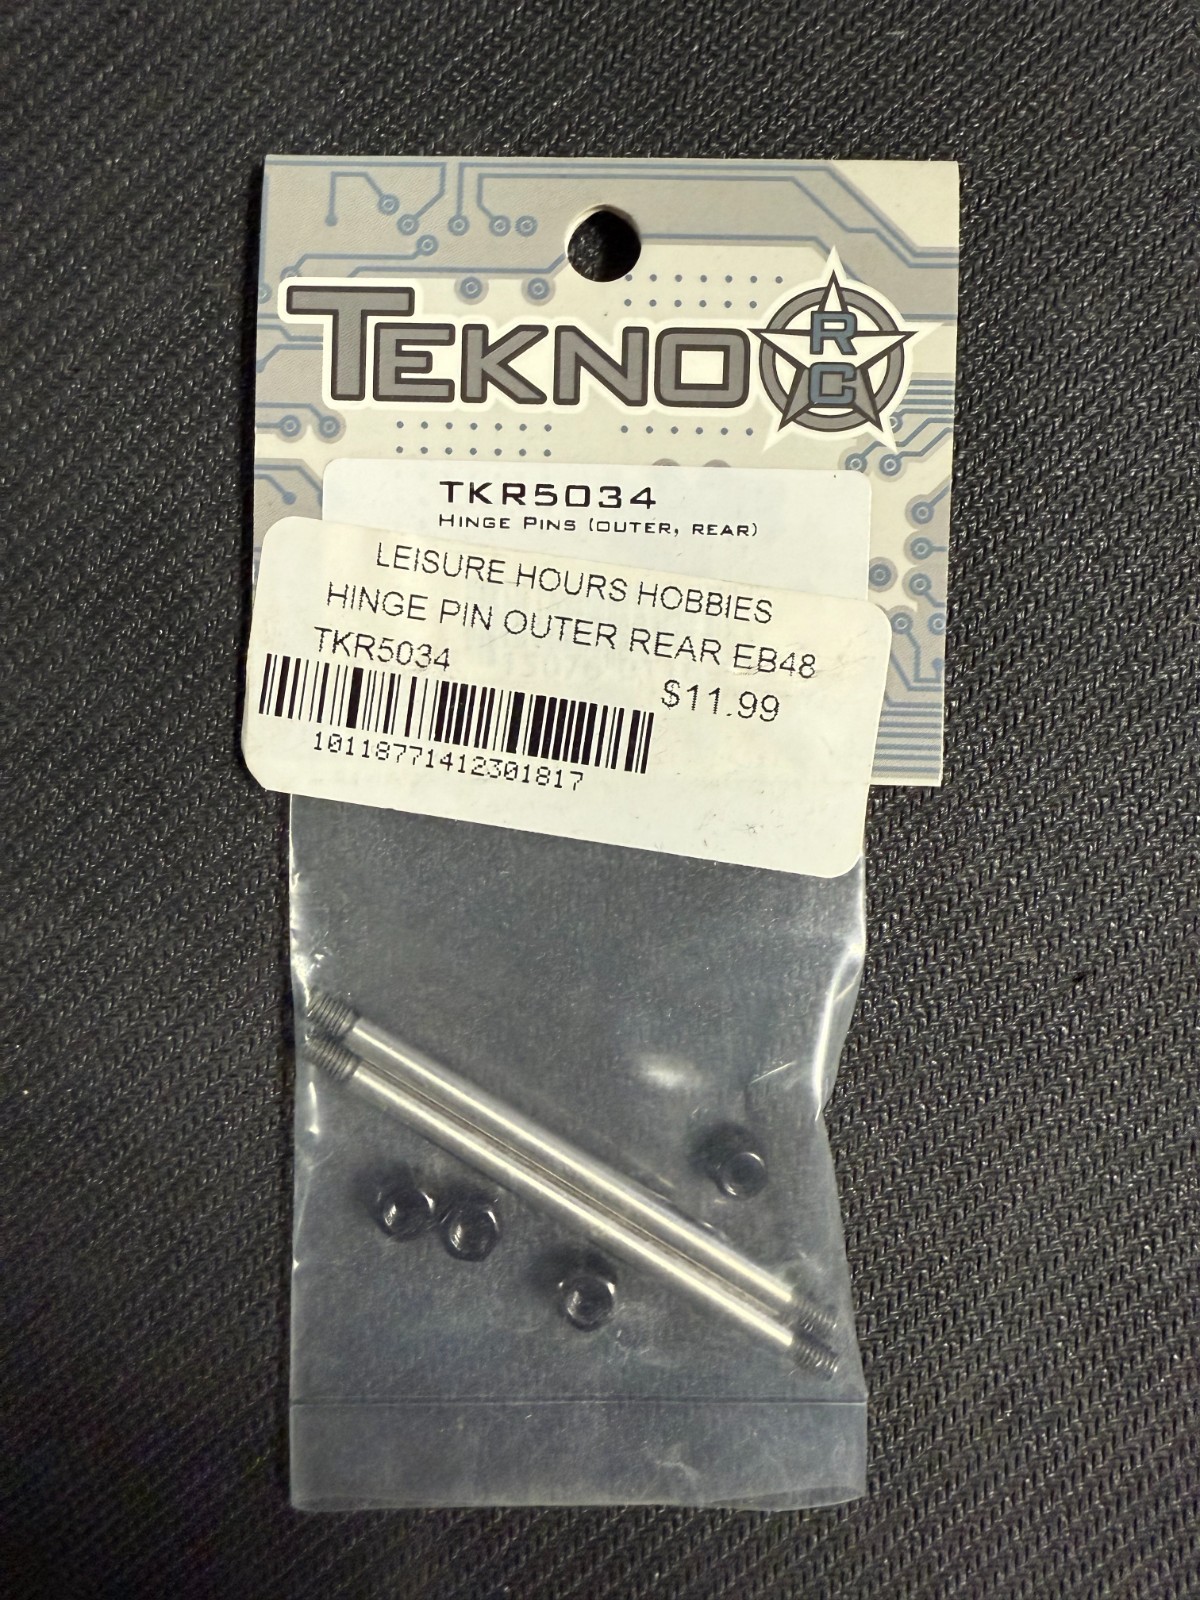 TEKNO RC
TKR5034
HINGE PINS (OUTER, REAR)
LEISURE HOURS HOBBIES
HINGE PIN OUTER REAR EB48
TKR5034
$11.99
10118771412301817